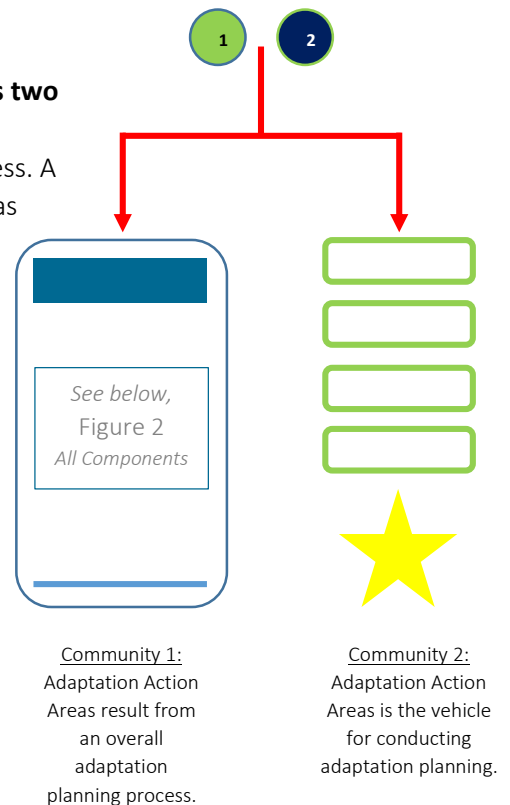 1 2
s two
ess. A
as
See below,
Figure 2
All Components
Community 1:
Adaptation Action
Areas result from
an overall
adaptation
planning process.
Community 2:
Adaptation Action
Areas is the vehicle
for conducting
adaptation planning.